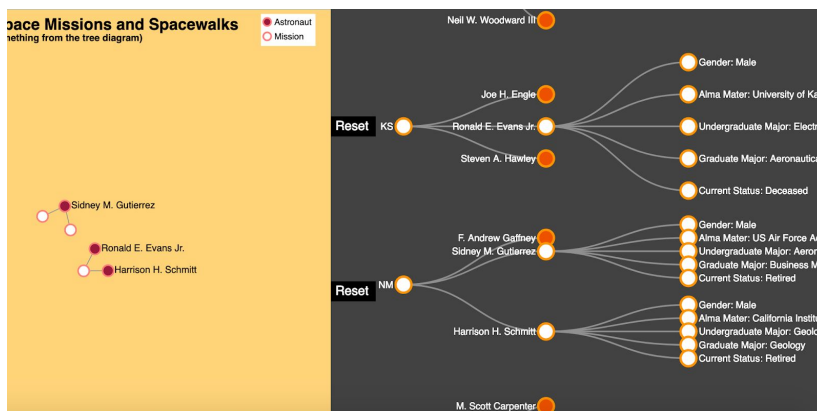 pace Missions and Spacewalks
nething from the tree diagram)
Astronaut
Mission
Sidney M. Gutierrez
Ronald E. Evans Jr.
Harrison H. Schmitt
Neil W. Woodward III
Reset
KS
Joe H. Engle
Ronald E. Evans Jr.
Steven A. Hawley
Gender: Male
Alma Mater: University of Ka
Undergraduate Major: Electr
Graduate Major: Aeronautica
Current Status: Deceased
Reset
NM
F. Andrew Gaffney
Sidney M. Gutierrez
Harrison H. Schmitt
Gender: Male
Alma Mater: US Air Force A
Undergraduate Major: Aeron
Graduate Major: Business M
Current Status: Retired
Gender: Male
Alma Mater: California Institu
Undergraduate Major: Geolo
Graduate Major: Geology
Current Status: Retired
M. Scott Carpenter